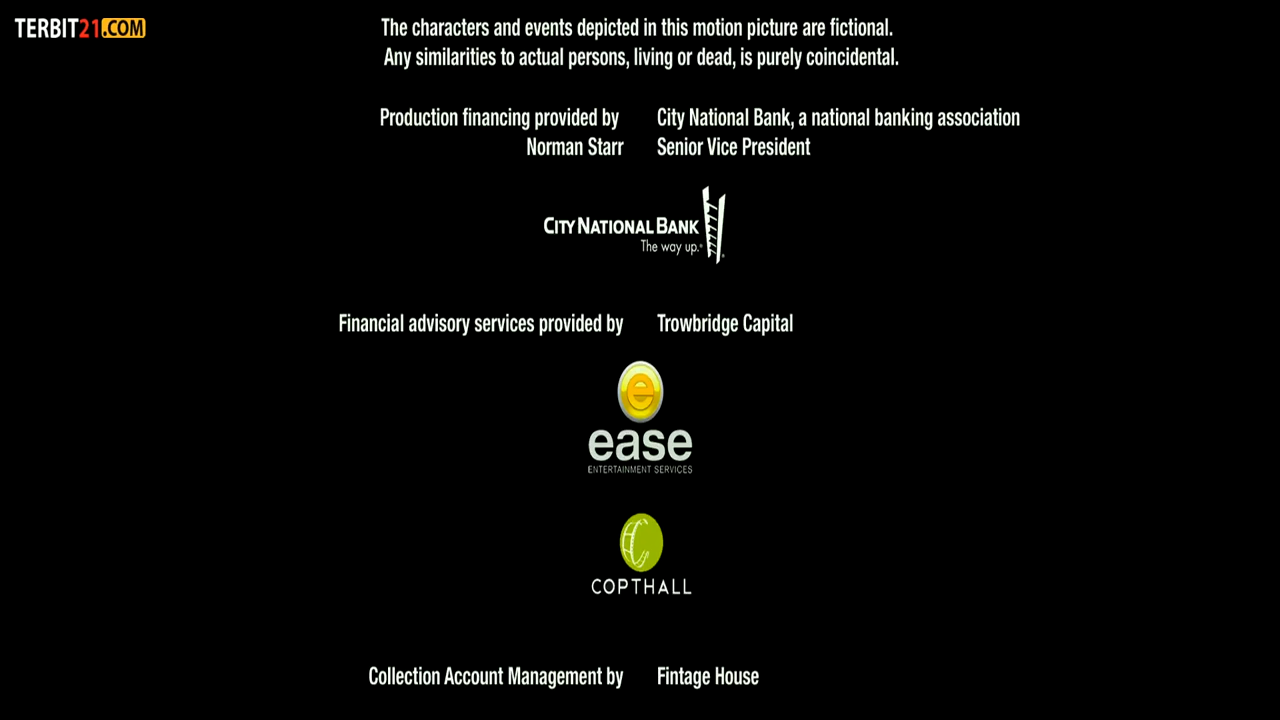 TERBIT21.COM
The characters and events depicted in this motion picture are fictional.
Any similarities to actual persons, living or dead, is purely coincidental.
Production financing provided by City National Bank, a national banking association
Norman Starr Senior Vice President
CITY NATIONAL BANK
The way up.®
Financial advisory services provided by Trowbridge Capital
e
ease
ENTERTAINMENT SERVICES
COPTHALL
Collection Account Management by Fintage House